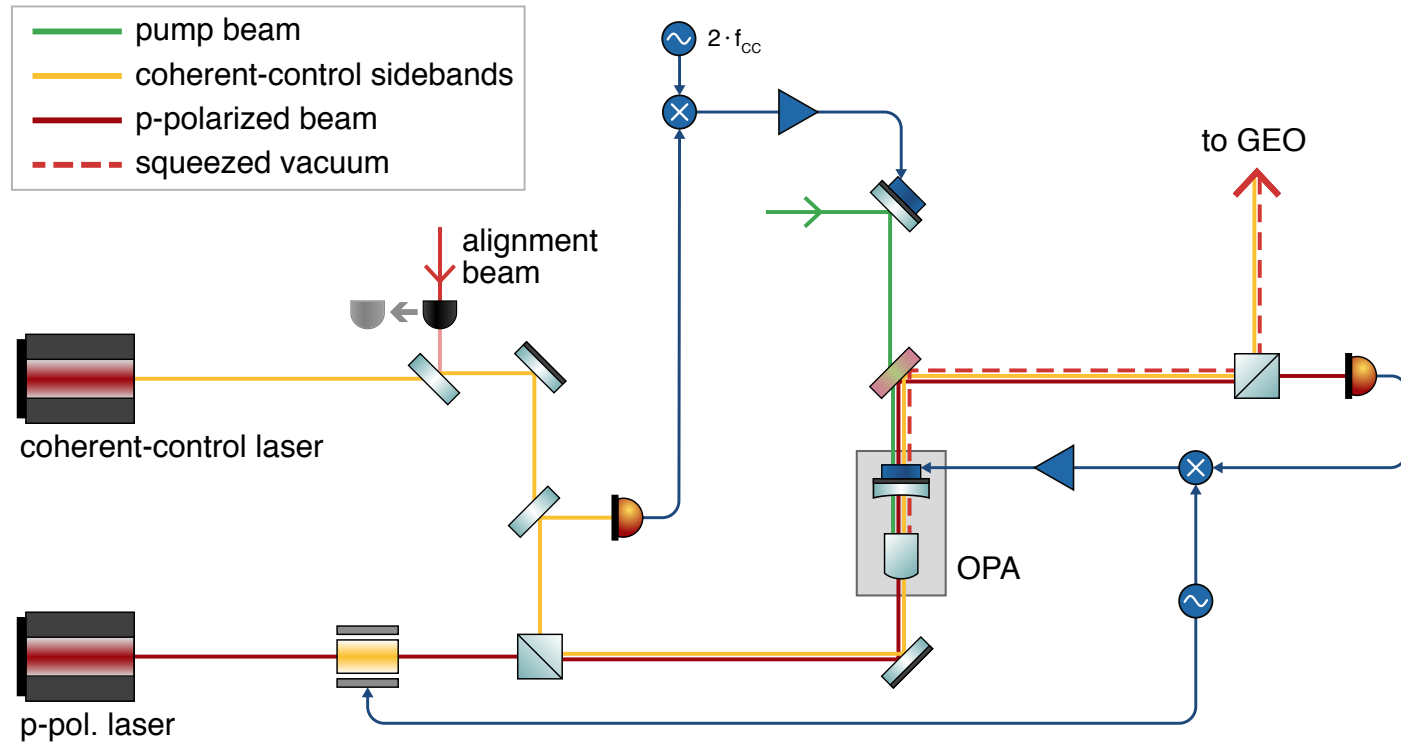 pump beam
coherent-control sidebands
p-polarized beam
squeezed vacuum
2·f_CC
to GEO
alignment
beam
coherent-control laser
OPA
p-pol. laser